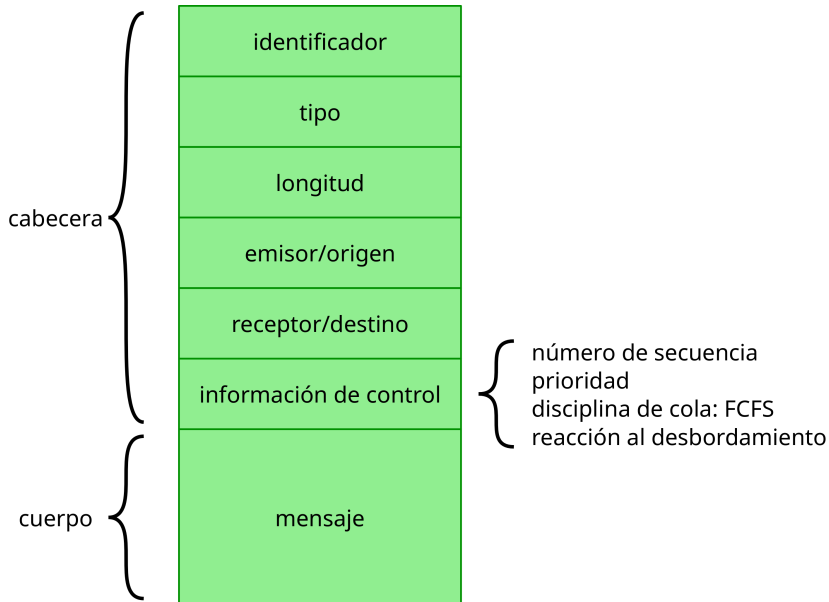 identificador
tipo
longitud
cabecera
emisor/origen
receptor/destino
información de control
número de secuencia
prioridad
disciplina de cola: FCFS
reacción al desbordamiento
cuerpo
mensaje